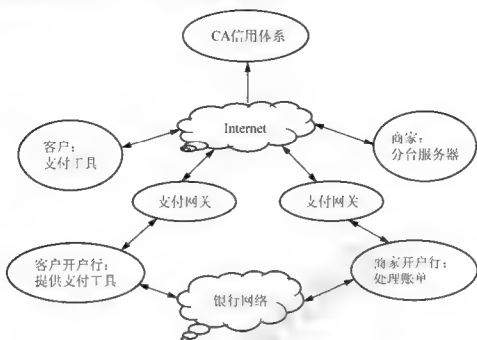 CA信用体系
Internet
客户：
支付工具
商家：
分台服务器
支付网关
支付网关
客户开户行：
提供支付工具
商家开户行：
处理账单
银行网络